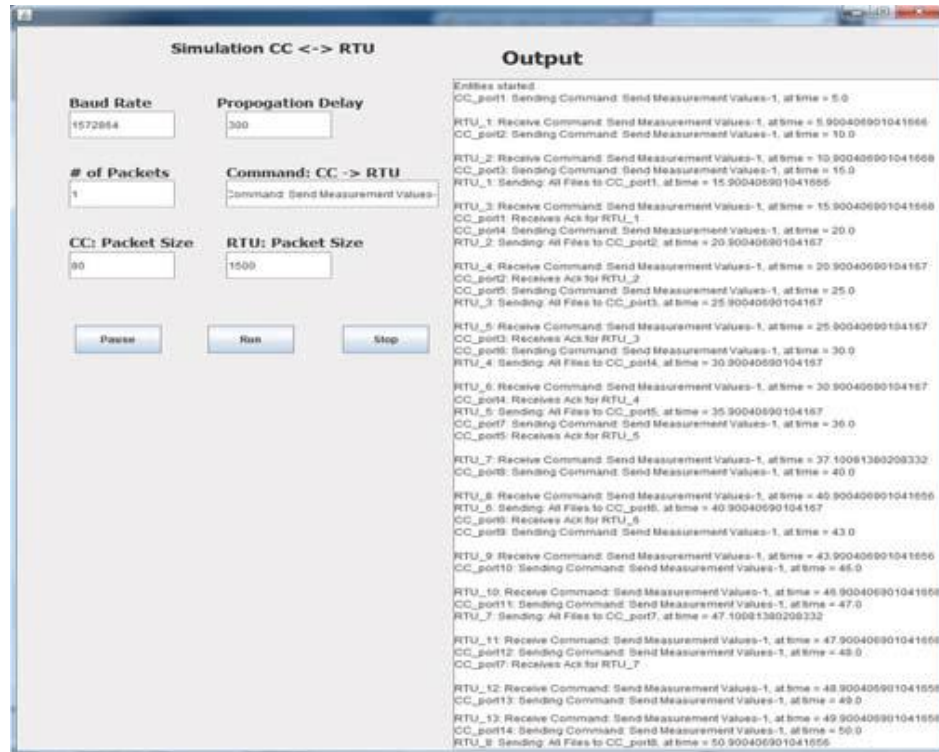 Simulation CC <-> RTU
Baud Rate
Propogation Delay
1572864
300
# of Packets
Command: CC -> RTU
1
Command: Send Measurement Values-
CC: Packet Size
RTU: Packet Size
80
1500
Pause
Run
Stop
Output
Entities started
CC_port1: Sending Command: Send Measurement Values-1, at time = 5.0
RTU_1: Receive Command: Send Measurement Values-1, at time = 5.900406901041666
CC_port2: Sending Command: Send Measurement Values-1, at time = 10.0
RTU_2: Receive Command: Send Measurement Values-1, at time = 10.900406901041668
CC_port3: Sending Command: Send Measurement Values-1, at time = 15.0
RTU_1: Sending: All Files to CC_port1, at time = 15.900406901041666
RTU_3: Receive Command: Send Measurement Values-1, at time = 15.900406901041668
CC_port1: Receives Ack for RTU_1
CC_port4: Sending Command: Send Measurement Values-1, at time = 20.0
RTU_2: Sending: All Files to CC_port2, at time = 20.90040690104167
RTU_4: Receive Command: Send Measurement Values-1, at time = 20.90040690104167
CC_port2: Receives Ack for RTU_2
CC_port5: Sending Command: Send Measurement Values-1, at time = 25.0
RTU_3: Sending: All Files to CC_port3, at time = 25.90040690104167
RTU_5: Receive Command: Send Measurement Values-1, at time = 25.90040690104167
CC_port3: Receives Ack for RTU_3
CC_port6: Sending Command: Send Measurement Values-1, at time = 30.0
RTU_4: Sending: All Files to CC_port4, at time = 30.90040690104167
RTU_6: Receive Command: Send Measurement Values-1, at time = 30.90040690104167
CC_port4: Receives Ack for RTU_4
RTU_5: Sending: All Files to CC_port5, at time = 35.90040690104167
CC_port7: Sending Command: Send Measurement Values-1, at time = 36.0
CC_port5: Receives Ack for RTU_5
RTU_7: Receive Command: Send Measurement Values-1, at time = 37.10081380208332
CC_port8: Sending Command: Send Measurement Values-1, at time = 40.0
RTU_8: Receive Command: Send Measurement Values-1, at time = 40.900406901041656
RTU_6: Sending: All Files to CC_port6, at time = 40.90040690104167
CC_port6: Receives Ack for RTU_6
CC_port9: Sending Command: Send Measurement Values-1, at time = 43.0
RTU_9: Receive Command: Send Measurement Values-1, at time = 43.900406901041656
CC_port10: Sending Command: Send Measurement Values-1, at time = 46.0
RTU_10: Receive Command: Send Measurement Values-1, at time = 46.900406901041656
CC_port11: Sending Command: Send Measurement Values-1, at time = 47.0
RTU_7: Sending: All Files to CC_port7, at time = 47.10081380208332
RTU_11: Receive Command: Send Measurement Values-1, at time = 47.900406901041656
CC_port12: Sending Command: Send Measurement Values-1, at time = 48.0
CC_port7: Receives Ack for RTU_7
RTU_12: Receive Command: Send Measurement Values-1, at time = 48.900406901041656
CC_port13: Sending Command: Send Measurement Values-1, at time = 49.0
RTU_13: Receive Command: Send Measurement Values-1, at time = 49.900406901041656
CC_port14: Sending Command: Send Measurement Values-1, at time = 50.0
RTU_8: Sending: All Files to CC_port8, at time = 50.900406901041656